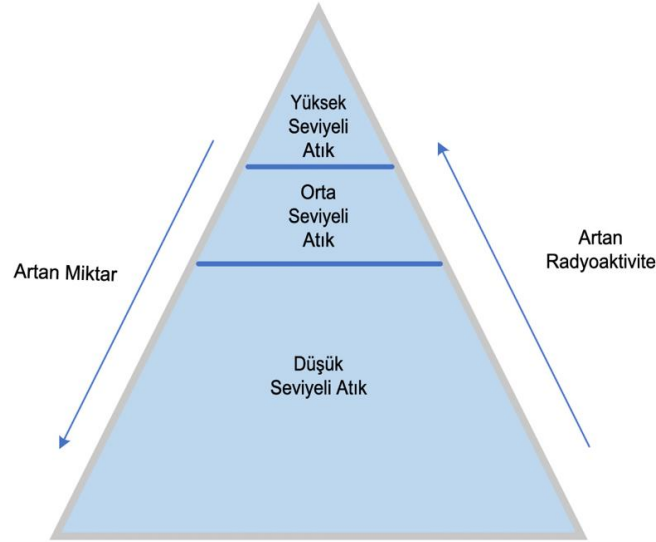 Yüksek
Seviyeli
Atık
Orta
Seviyeli
Atık
Artan Miktar
Artan
Radyoaktivite
Düşük
Seviyeli Atık